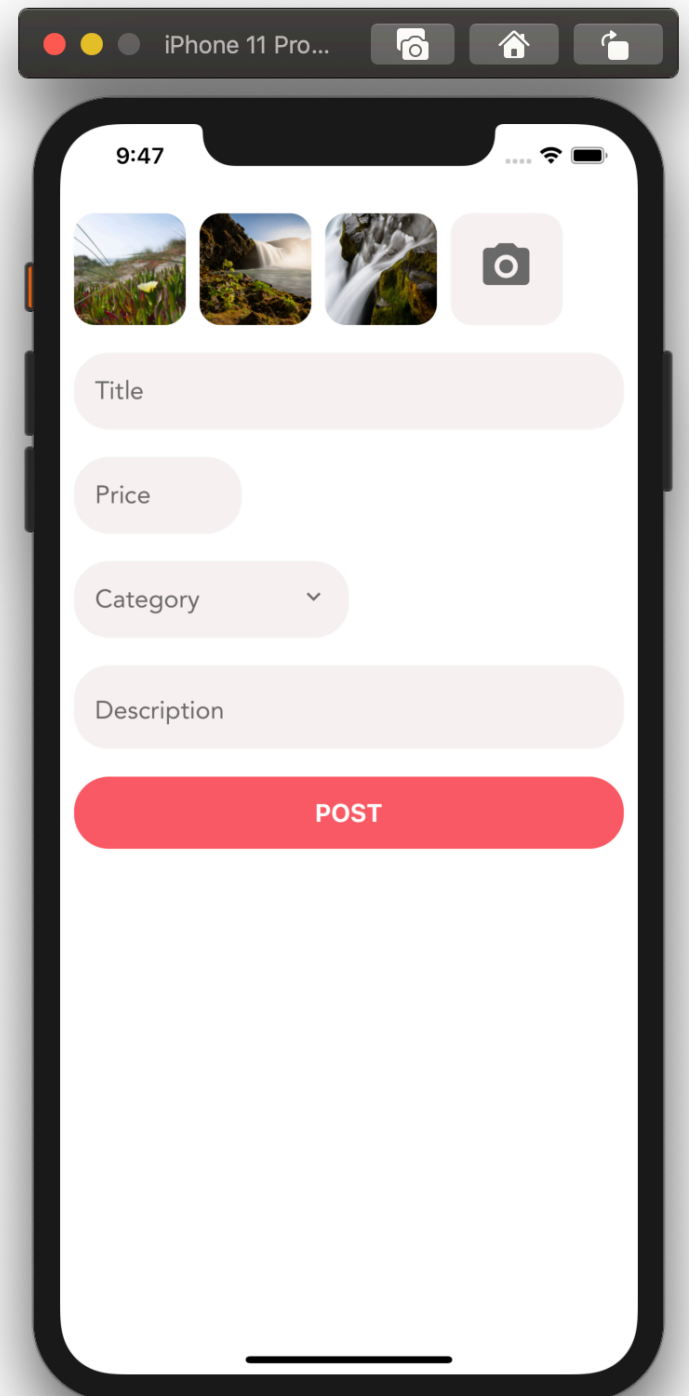 iPhone 11 Pro...
9:47
Title
Price
Category
Description
POST